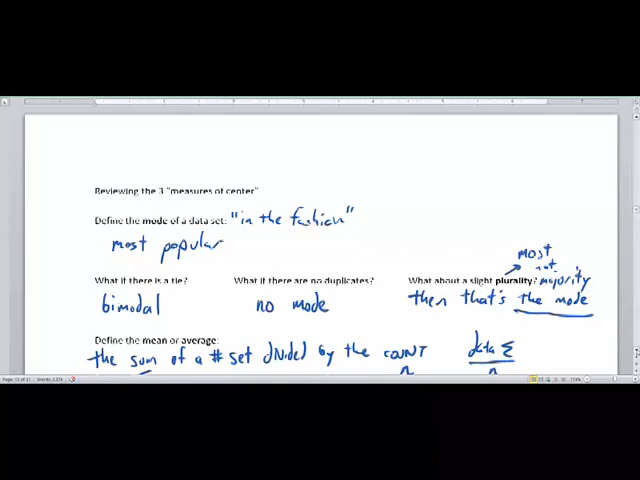 Reviewing the 3 "measures of center"
Define the mode of a data set: "in the fashion"
most popular
most
not
What if there is a tie? What if there are no duplicates? What about a slight plurality? majority
bimodal no mode then that's the mode
Define the mean or average:
the sum of a # set divided by the COUNT data Σ
n n